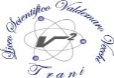 Liceo Scientifico Valdemaro Vecchi
V²
Trani